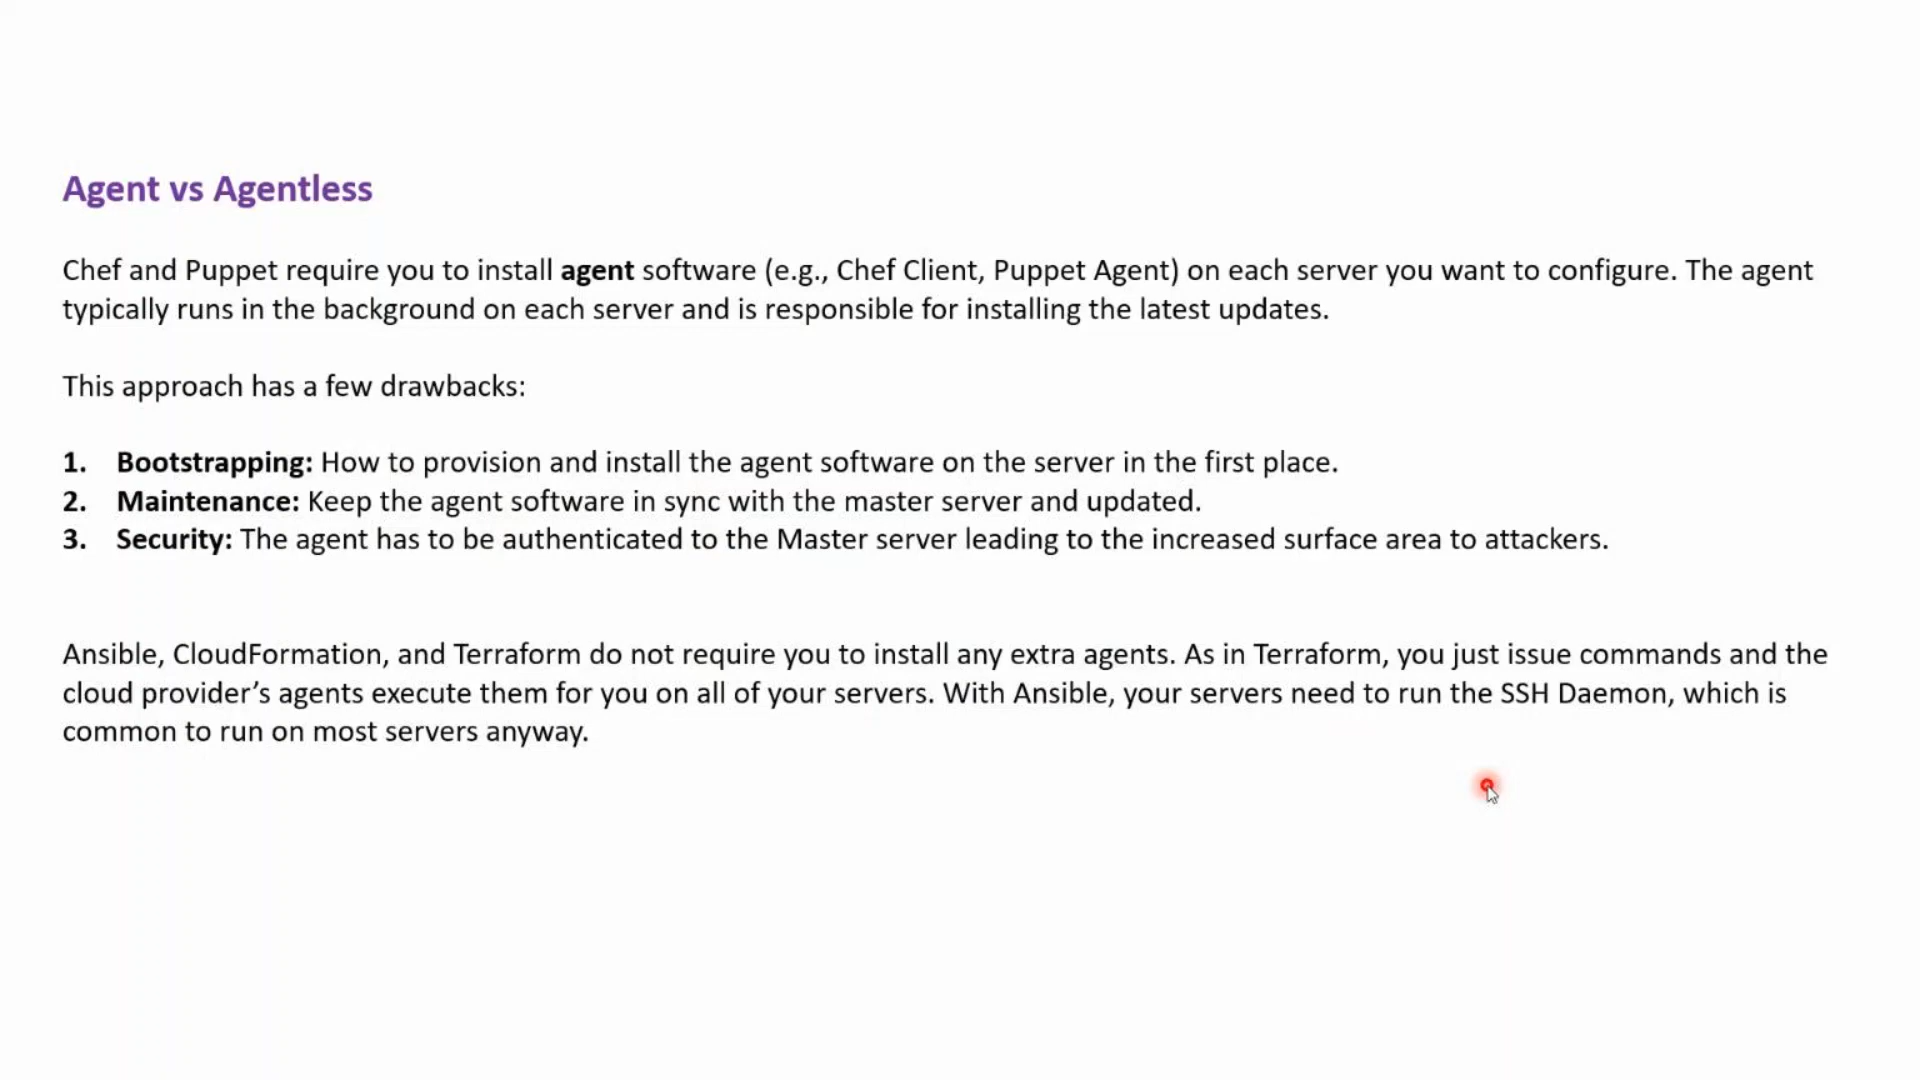 Agent vs Agentless
Chef and Puppet require you to install agent software (e.g., Chef Client, Puppet Agent) on each server you want to configure. The agent
typically runs in the background on each server and is responsible for installing the latest updates.
This approach has a few drawbacks:
1. Bootstrapping: How to provision and install the agent software on the server in the first place.
2. Maintenance: Keep the agent software in sync with the master server and updated.
3. Security: The agent has to be authenticated to the Master server leading to the increased surface area to attackers.
Ansible, CloudFormation, and Terraform do not require you to install any extra agents. As in Terraform, you just issue commands and the
cloud provider’s agents execute them for you on all of your servers. With Ansible, your servers need to run the SSH Daemon, which is
common to run on most servers anyway.